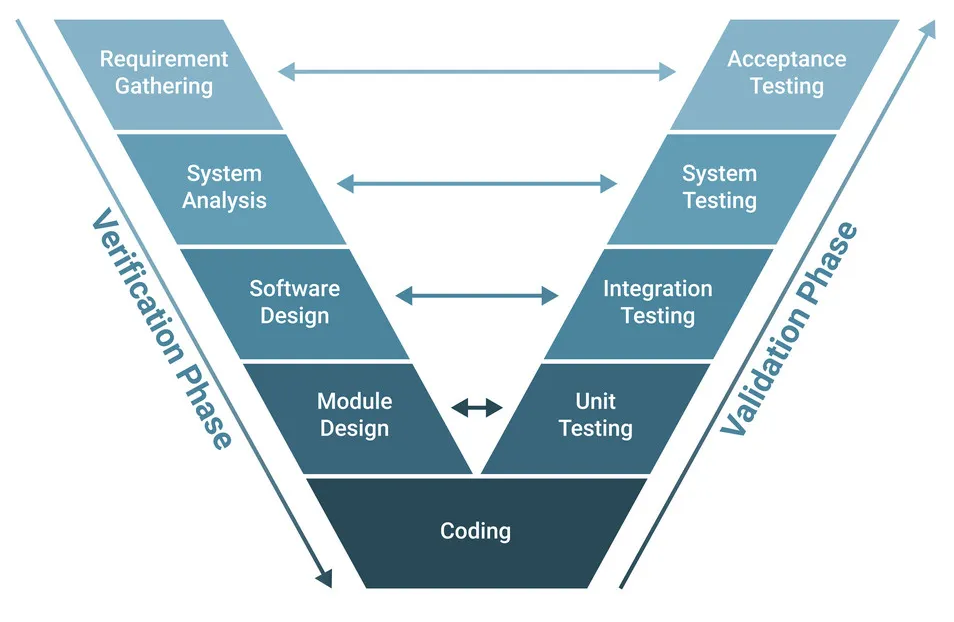 Requirement
Gathering
Acceptance
Testing
System
Analysis
System
Testing
Verification Phase
Validation Phase
Software
Design
Integration
Testing
Module
Design
Unit
Testing
Coding